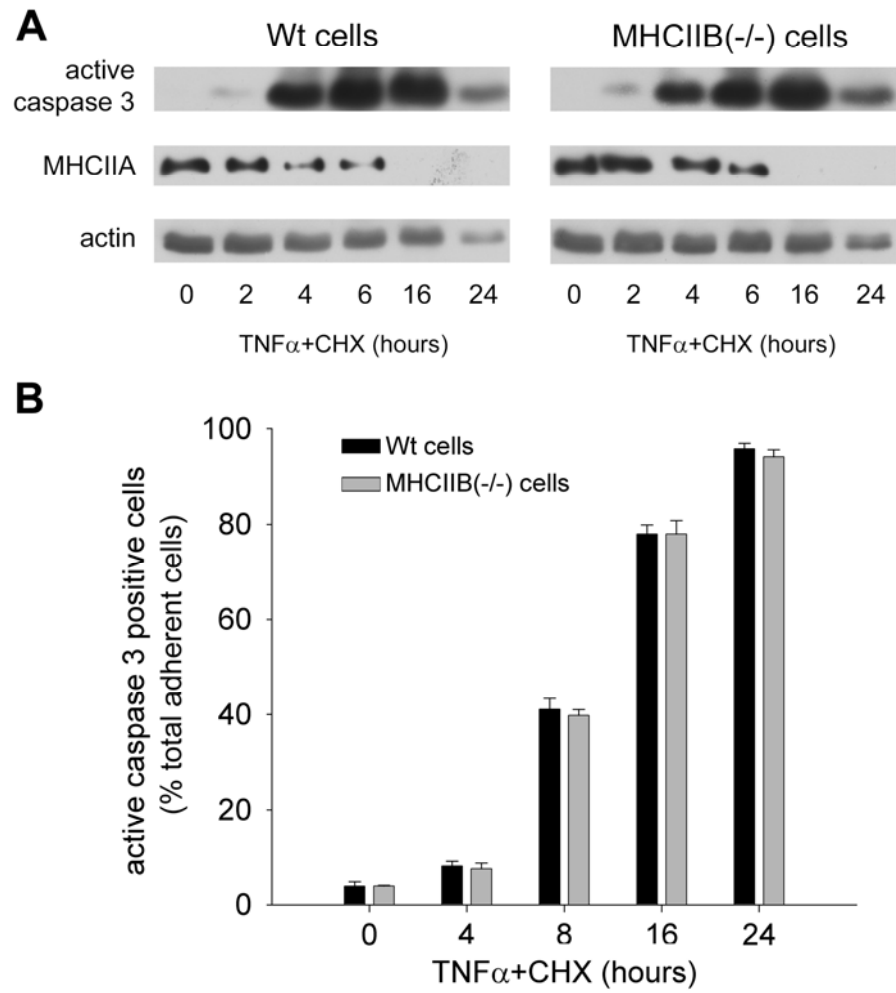 A
Wt cells
MHCIIB(-/-) cells
active
caspase 3
MHCIIA
actin
0 2 4 6 16 24
0 2 4 6 16 24
TNFα+CHX (hours)
TNFα+CHX (hours)
B
active caspase 3 positive cells
(% total adherent cells)
100
80
60
40
20
0
Wt cells
MHCIIB(-/-) cells
0 4 8 16 24
TNFα+CHX (hours)